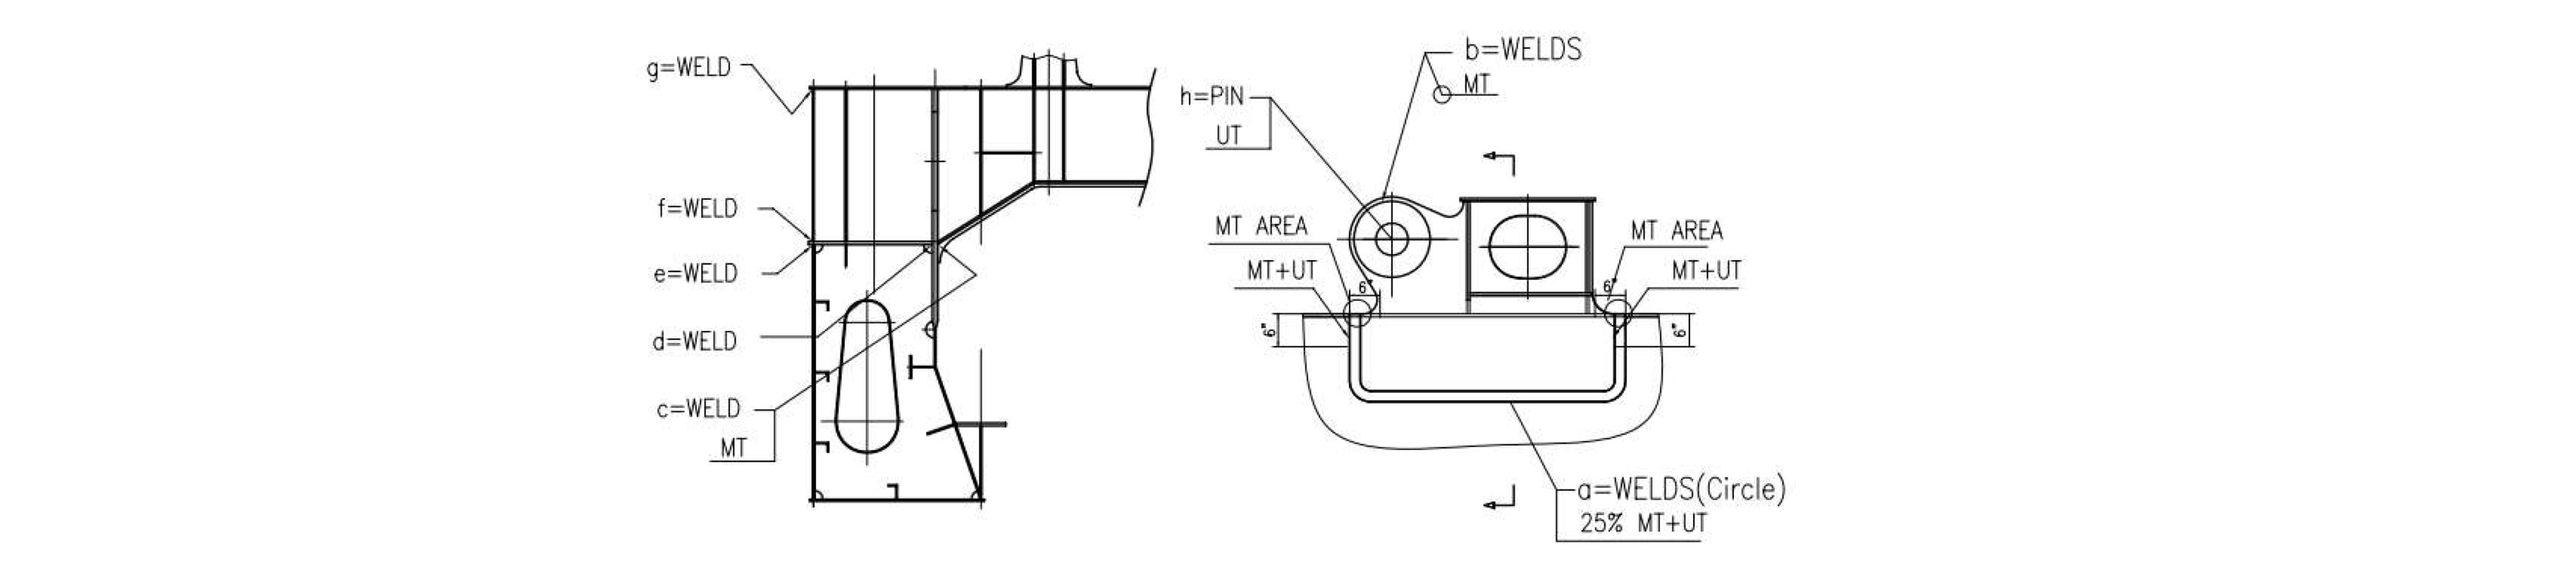 g=WELD
f=WELD
e=WELD
d=WELD
c=WELD
MT
b=WELDS
MT
h=PIN
UT
MT AREA
MT+UT
6"
6"
MT AREA
MT+UT
6"
6"
a=WELDS(Circle)
25% MT+UT